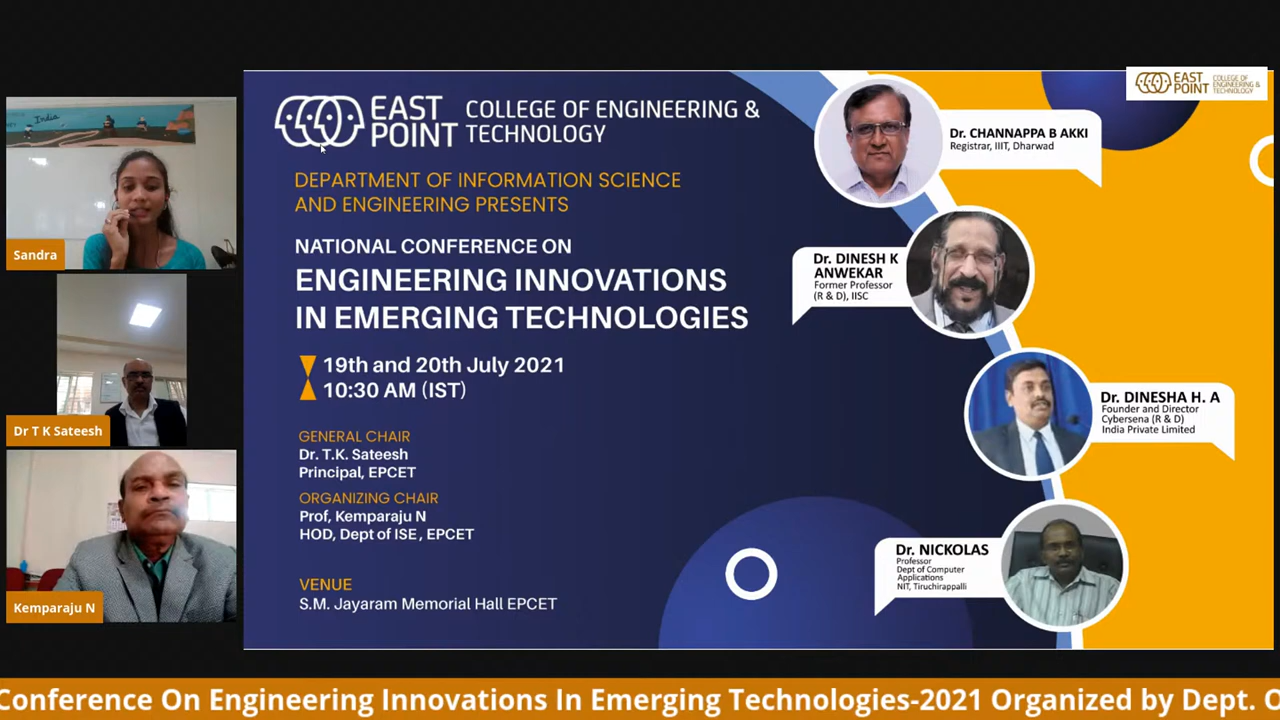 India
Sandra
Dr T K Sateesh
Kemparaju N
EAST
POINT
COLLEGE OF ENGINEERING &
TECHNOLOGY
DEPARTMENT OF INFORMATION SCIENCE
AND ENGINEERING PRESENTS
NATIONAL CONFERENCE ON
ENGINEERING INNOVATIONS
IN EMERGING TECHNOLOGIES
19th and 20th July 2021
10:30 AM (IST)
GENERAL CHAIR
Dr. T.K. Sateesh
Principal, EPCET
ORGANIZING CHAIR
Prof, Kemparaju N
HOD, Dept of ISE , EPCET
VENUE
S.M. Jayaram Memorial Hall EPCET
Dr. CHANNAPPA B AKKI
Registrar, IIIT, Dharwad
Dr. DINESH K
ANWEKAR
Former Professor
(R & D), IISC
Dr. DINESHA H. A
Founder and Director
Cybersena (R & D)
India Private Limited
Dr. NICKOLAS
Professor
Dept of Computer
Applications
NIT, Tiruchirappalli
EAST
POINT
COLLEGE OF
ENGINEERING &
TECHNOLOGY
Conference On Engineering Innovations In Emerging Technologies-2021 Organized by Dept. O